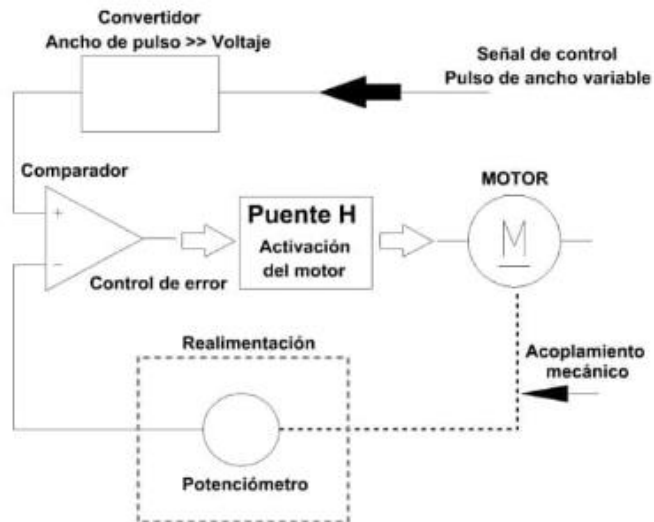 Convertidor
Ancho de pulso >> Voltaje
Señal de control
Pulso de ancho variable
Comparador
+
−
Control de error
Puente H
Activación
del motor
MOTOR
M
Realimentación
Potenciómetro
Acoplamiento
mecánico